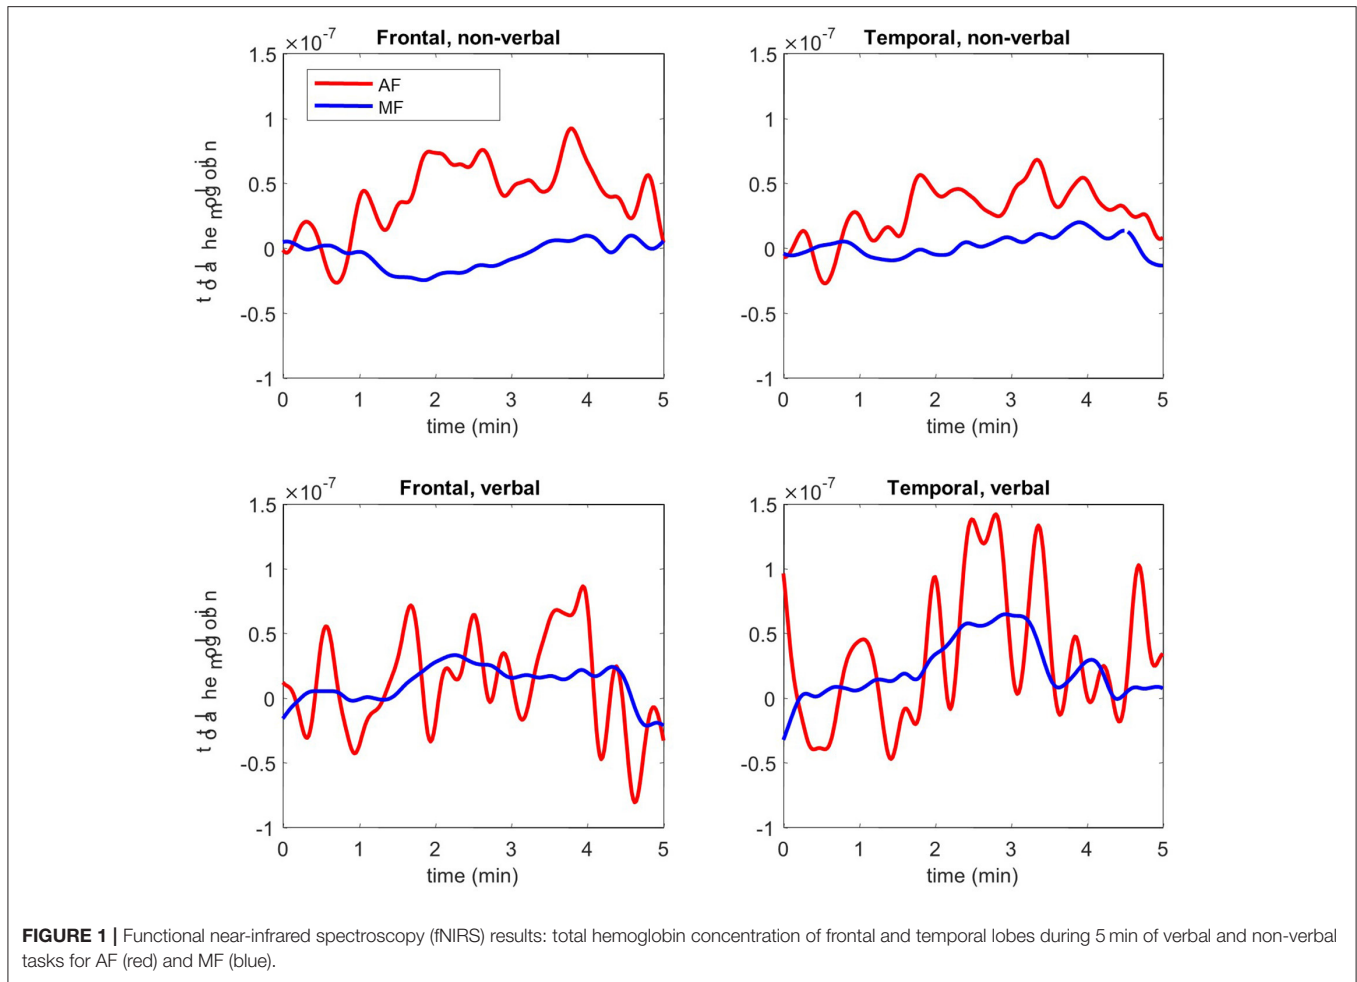 Frontal, non-verbal
×10⁻⁷
1.5
1
0.5
0
-0.5
-1
total hemoglobin
AF
MF
0 1 2 3 4 5
time (min)
Temporal, non-verbal
×10⁻⁷
1.5
1
0.5
0
-0.5
-1
0 1 2 3 4 5
time (min)
Frontal, verbal
×10⁻⁷
1.5
1
0.5
0
-0.5
-1
total hemoglobin
0 1 2 3 4 5
time (min)
Temporal, verbal
×10⁻⁷
1.5
1
0.5
0
-0.5
-1
0 1 2 3 4 5
time (min)
FIGURE 1 | Functional near-infrared spectroscopy (fNIRS) results: total hemoglobin concentration of frontal and temporal lobes during 5 min of verbal and non-verbal
tasks for AF (red) and MF (blue).